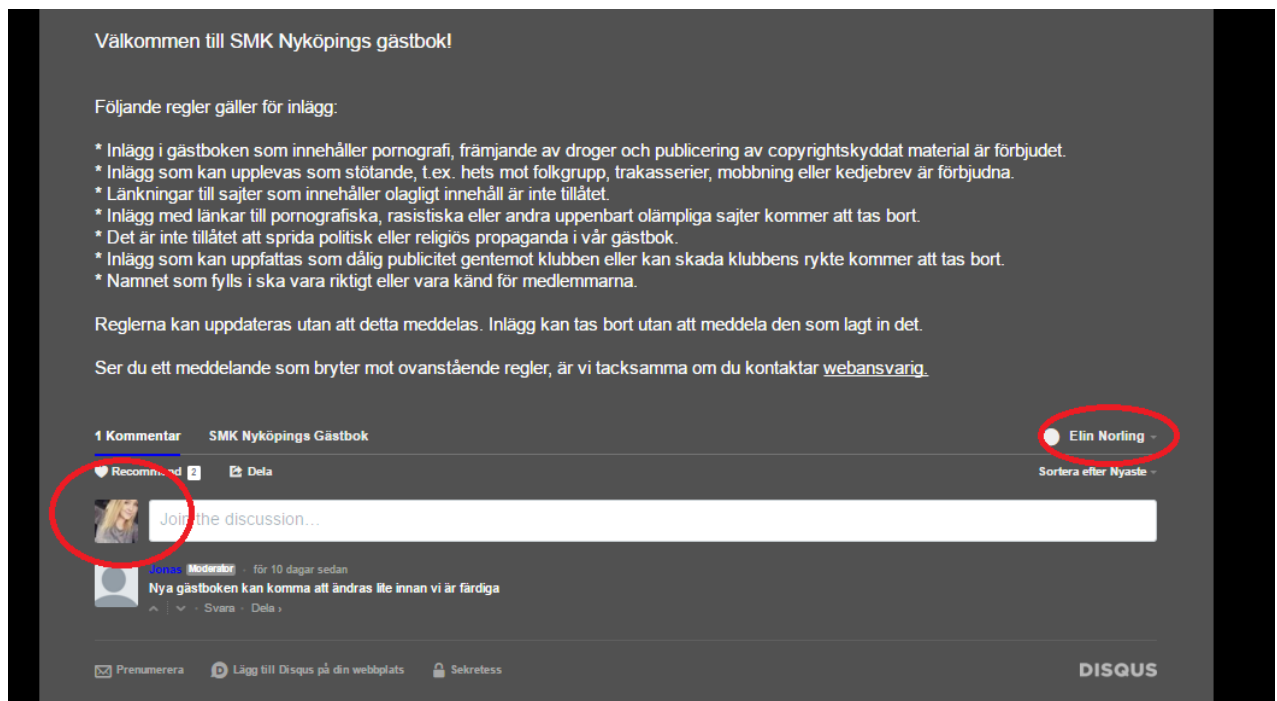 Välkommen till SMK Nyköpings gästbok!
Följande regler gäller för inlägg:
* Inlägg i gästboken som innehåller pornografi, främjande av droger och publicering av copyrightskyddat material är förbjudet.
* Inlägg som kan upplevas som stötande, t.ex. hets mot folkgrupp, trakasserier, mobbning eller kedjebrev är förbjudna.
* Länkningar till sajter som innehåller olagligt innehåll är inte tillåtet.
* Inlägg med länkar till pornografiska, rasistiska eller andra uppenbart olämpliga sajter kommer att tas bort.
* Det är inte tillåtet att sprida politisk eller religiös propaganda i vår gästbok.
* Inlägg som kan uppfattas som dålig publicitet gentemot klubben eller kan skada klubbens rykte kommer att tas bort.
* Namnet som fylls i ska vara riktigt eller vara känd för medlemmarna.
Reglerna kan uppdateras utan att detta meddelas. Inlägg kan tas bort utan att meddela den som lagt in det.
Ser du ett meddelande som bryter mot ovanstående regler, är vi tacksamma om du kontaktar webansvarig.
1 Kommentar SMK Nyköpings Gästbok Elin Norling
Recommend 2 Dela Sortera efter Nyaste
Join the discussion...
Jonas Moderator · för 10 dagar sedan
Nya gästboken kan komma att ändras lite innan vi är färdiga
Svara · Dela ›
Prenumerera Lägg till Disqus på din webbplats Sekretess DISQUS